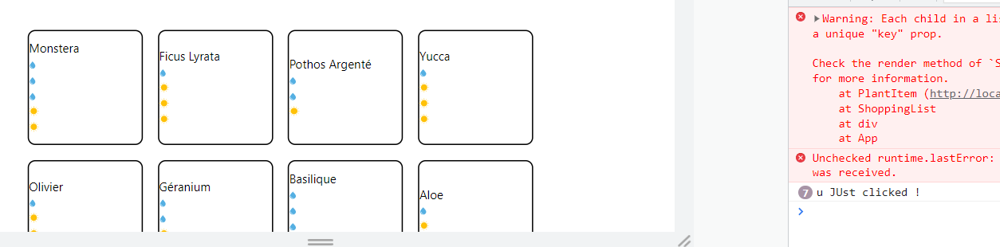 Monstera
Ficus Lyrata
Pothos Argenté
Yucca
Olivier
Géranium
Basilique
Aloe
Warning: Each child in a
a unique "key" prop.
Check the render method of `S
for more information.
at PlantItem (http://loca
at ShoppingList
at div
at App
Unchecked runtime.lastError:
was received.
7 u JUst clicked !